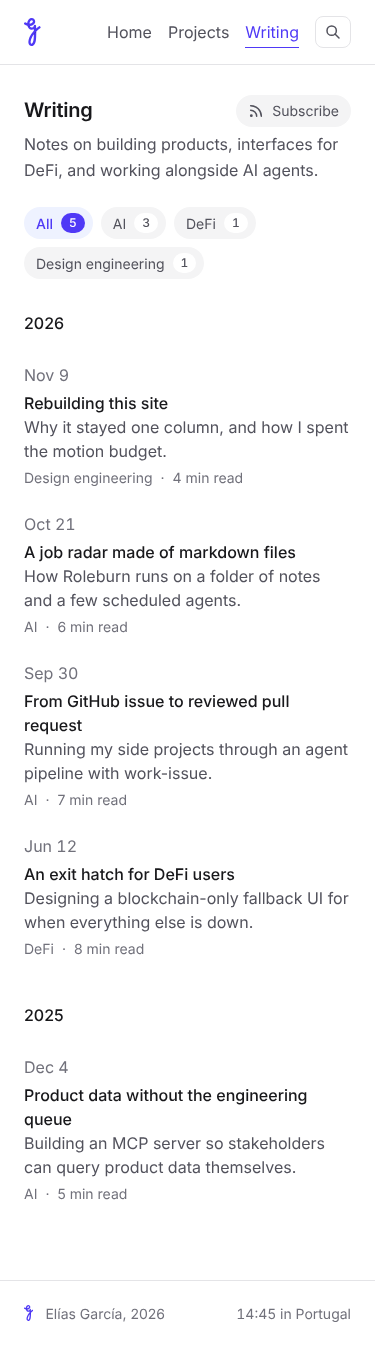 Home Projects Writing
Writing
Subscribe
Notes on building products, interfaces for
DeFi, and working alongside AI agents.
All 5 AI 3 DeFi 1
Design engineering 1
2026
Nov 9
Rebuilding this site
Why it stayed one column, and how I spent
the motion budget.
Design engineering · 4 min read
Oct 21
A job radar made of markdown files
How Roleburn runs on a folder of notes
and a few scheduled agents.
AI · 6 min read
Sep 30
From GitHub issue to reviewed pull
request
Running my side projects through an agent
pipeline with work-issue.
AI · 7 min read
Jun 12
An exit hatch for DeFi users
Designing a blockchain-only fallback UI for
when everything else is down.
DeFi · 8 min read
2025
Dec 4
Product data without the engineering
queue
Building an MCP server so stakeholders
can query product data themselves.
AI · 5 min read
Elías García, 2026 14:45 in Portugal